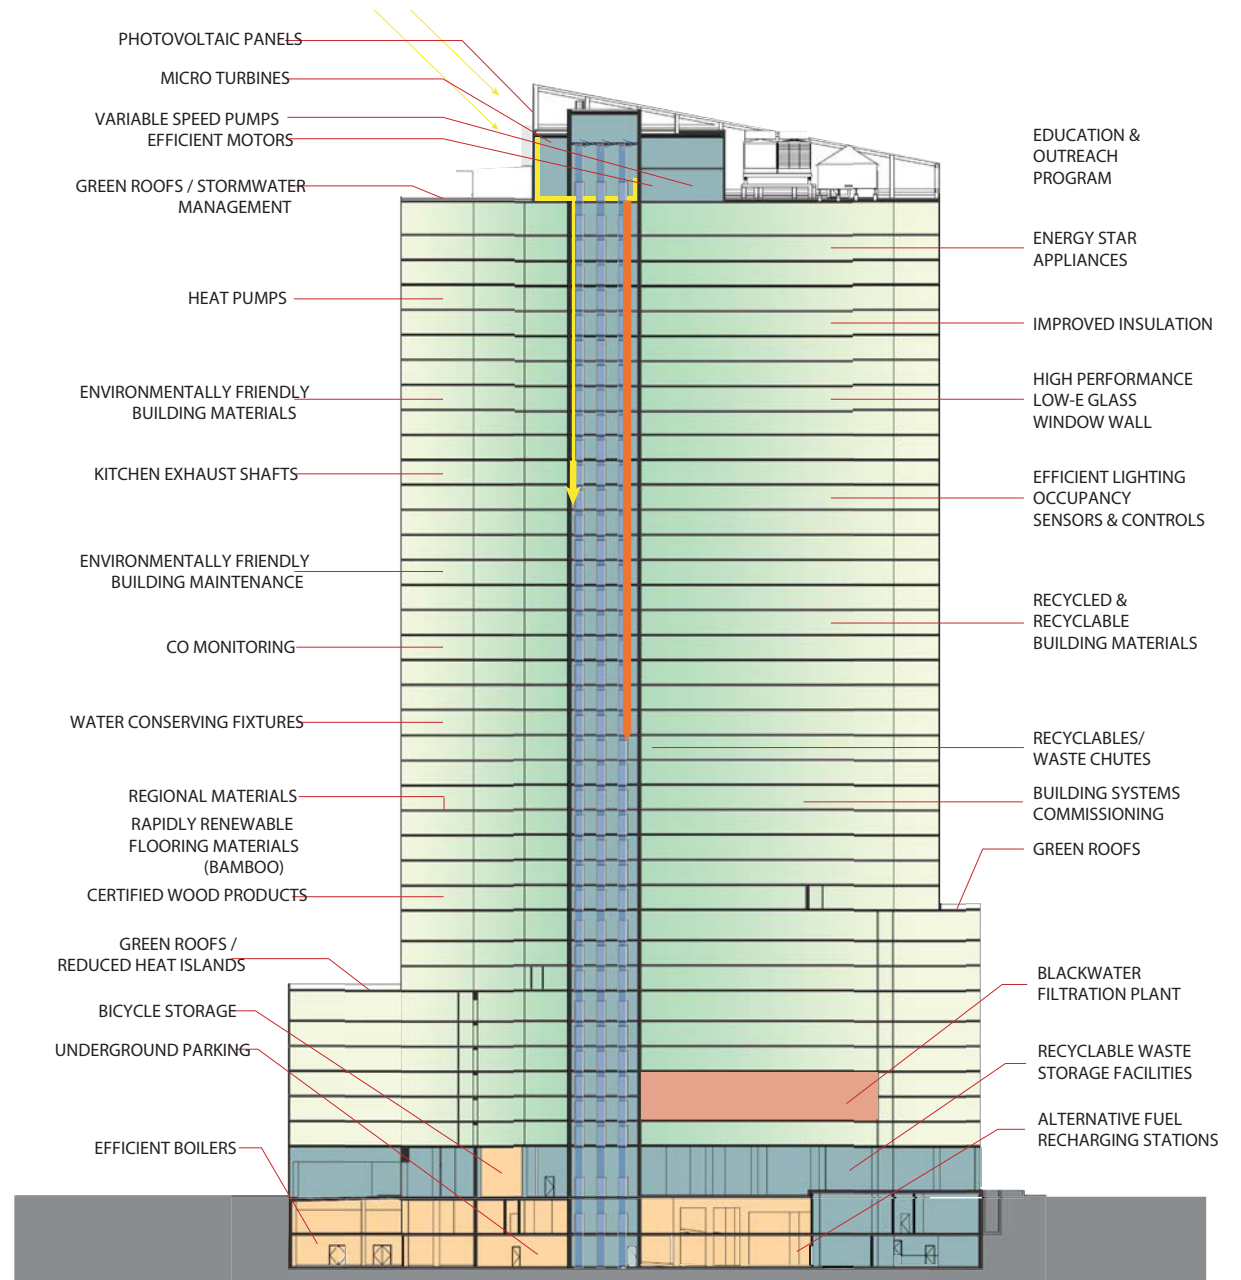 PHOTOVOLTAIC PANELS
MICRO TURBINES
VARIABLE SPEED PUMPS
EFFICIENT MOTORS
GREEN ROOFS / STORMWATER
MANAGEMENT
HEAT PUMPS
ENVIRONMENTALLY FRIENDLY
BUILDING MATERIALS
KITCHEN EXHAUST SHAFTS
ENVIRONMENTALLY FRIENDLY
BUILDING MAINTENANCE
CO MONITORING
WATER CONSERVING FIXTURES
REGIONAL MATERIALS
RAPIDLY RENEWABLE
FLOORING MATERIALS
(BAMBOO)
CERTIFIED WOOD PRODUCTS
GREEN ROOFS /
REDUCED HEAT ISLANDS
BICYCLE STORAGE
UNDERGROUND PARKING
EFFICIENT BOILERS
EDUCATION &
OUTREACH
PROGRAM
ENERGY STAR
APPLIANCES
IMPROVED INSULATION
HIGH PERFORMANCE
LOW-E GLASS
WINDOW WALL
EFFICIENT LIGHTING
OCCUPANCY
SENSORS & CONTROLS
RECYCLED &
RECYCLABLE
BUILDING MATERIALS
RECYCLABLES/
WASTE CHUTES
BUILDING SYSTEMS
COMMISSIONING
GREEN ROOFS
BLACKWATER
FILTRATION PLANT
RECYCLABLE WASTE
STORAGE FACILITIES
ALTERNATIVE FUEL
RECHARGING STATIONS